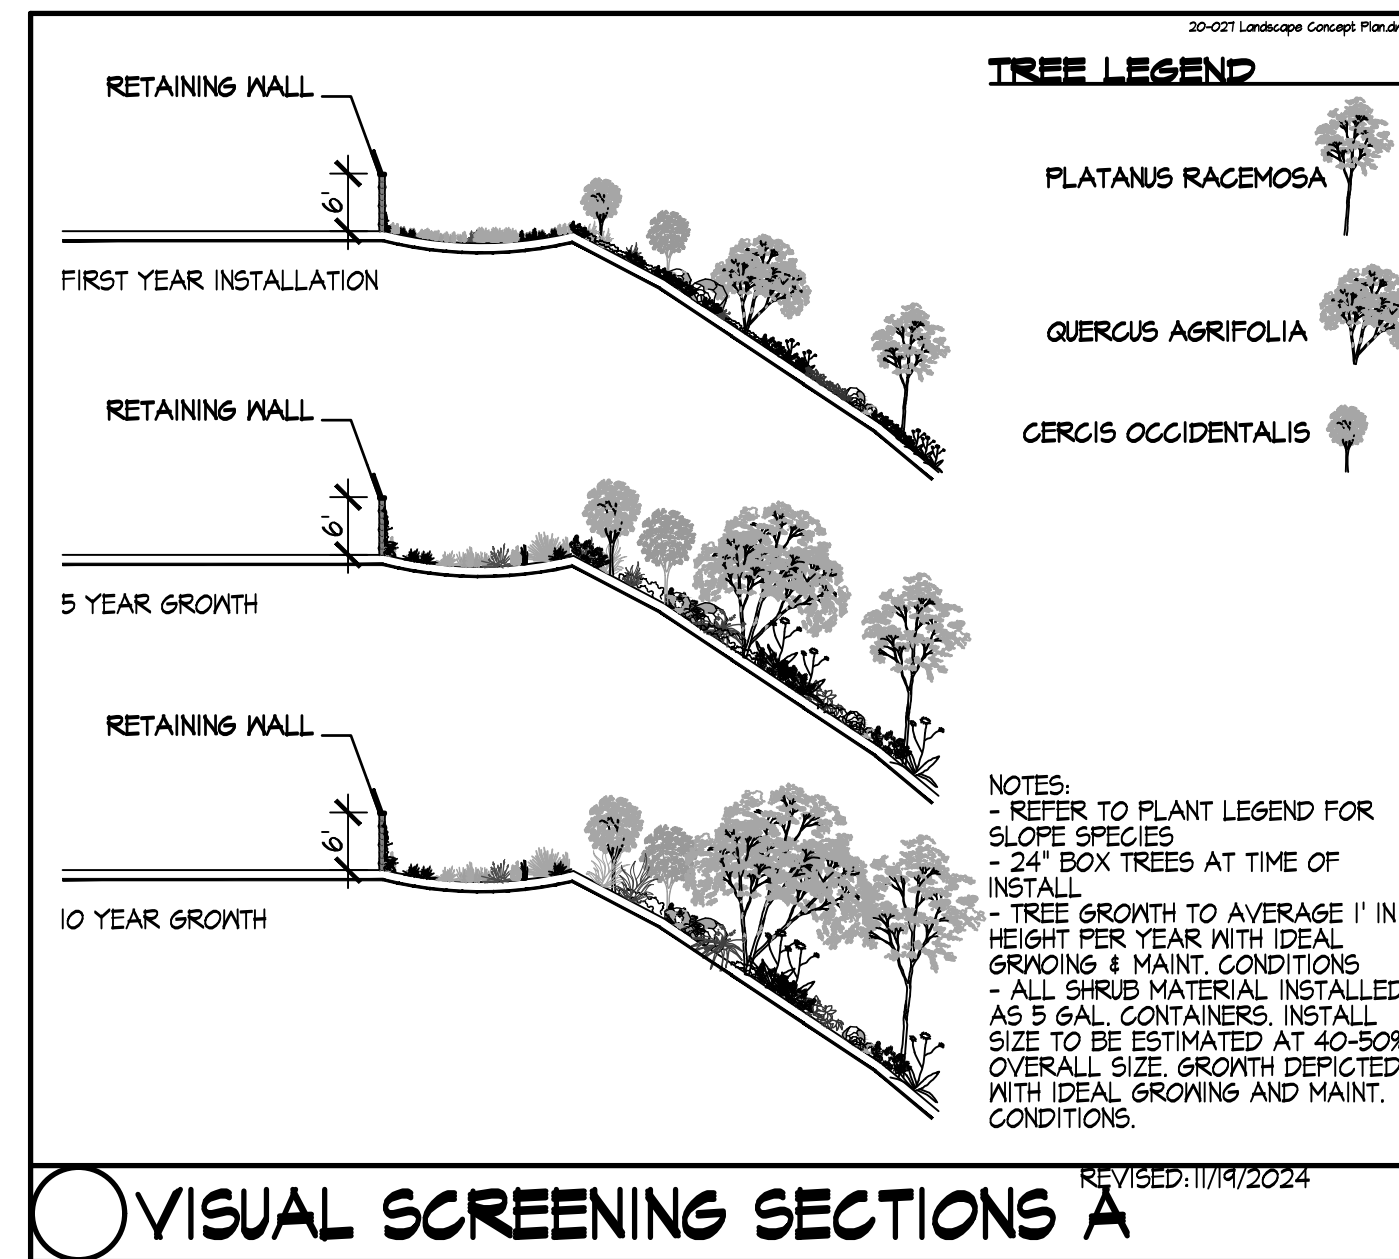 20-027 Landscape Concept Plan.dw
TREE LEGEND
RETAINING WALL
PLATANUS RACEMOSA
6'
FIRST YEAR INSTALLATION
QUERCUS AGRIFOLIA
RETAINING WALL
CERCIS OCCIDENTALIS
6'
5 YEAR GROWTH
RETAINING WALL
6'
10 YEAR GROWTH
NOTES:
- REFER TO PLANT LEGEND FOR
SLOPE SPECIES
- 24" BOX TREES AT TIME OF
INSTALL
- TREE GROWTH TO AVERAGE 1' IN
HEIGHT PER YEAR WITH IDEAL
GRWOING & MAINT. CONDITIONS
- ALL SHRUB MATERIAL INSTALLED
AS 5 GAL. CONTAINERS. INSTALL
SIZE TO BE ESTIMATED AT 40-50%
OVERALL SIZE. GROWTH DEPICTED
WITH IDEAL GROWING AND MAINT.
CONDITIONS.
REVISED:11/19/2024
VISUAL SCREENING SECTIONS A